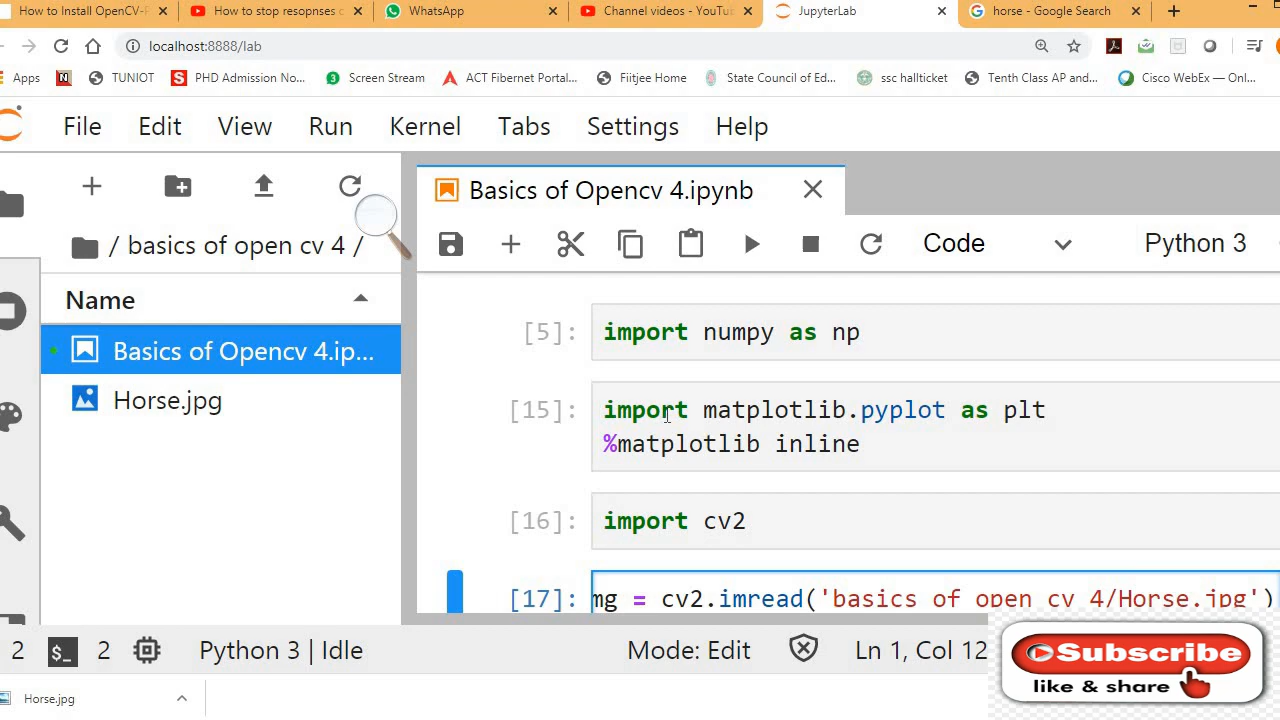 How to Install OpenCV-P
How to stop resopnses c
WhatsApp
Channel videos - YouTu
JupyterLab
horse - Google Search
localhost:8888/lab
Apps
N
TUNIOT
S
PHD Admission No...
3
Screen Stream
ACT Fibernet Portal...
Fiitjee Home
State Council of Ed...
ssc hallticket
Tenth Class AP and...
Cisco WebEx — Onl...
File Edit View Run Kernel Tabs Settings Help
Basics of Opencv 4.ipynb
/ basics of open cv 4 /
Code
Python 3
Name
Basics of Opencv 4.ip...
Horse.jpg
[5]: import numpy as np
[15]: import matplotlib.pyplot as plt
%matplotlib inline
[16]: import cv2
[17]: mg = cv2.imread('basics of open cv 4/Horse.jpg')
2 $_ 2 Python 3 | Idle Mode: Edit Ln 1, Col 12
Subscribe
like & share
Horse.jpg